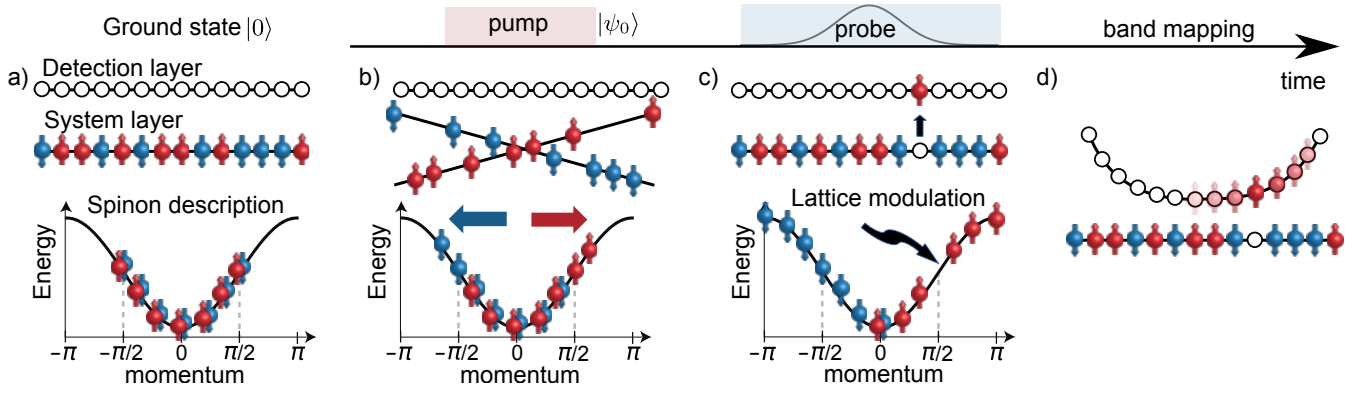 Ground state |0⟩
pump
|ψ₀⟩
probe
band mapping
time
a)
Detection layer
System layer
Spinon description
Energy
−π
−π/2
0
π/2
π
momentum
b)
Energy
−π
−π/2
0
π/2
π
momentum
c)
Lattice modulation
Energy
−π
−π/2
0
π/2
π
momentum
d)